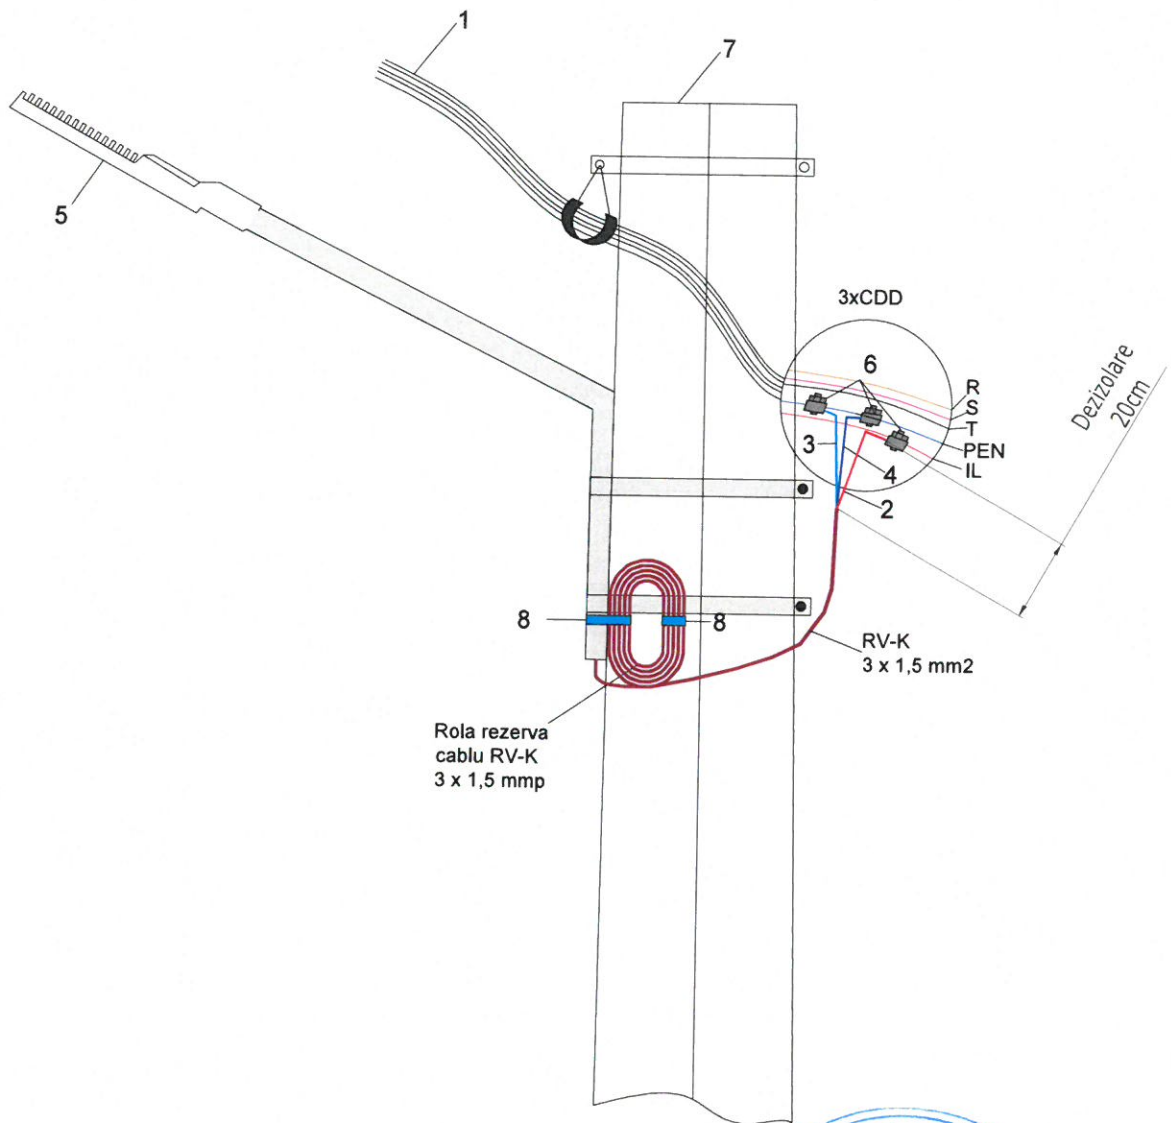 1
7
5
3xCDD
6
R
S
T
PEN
IL
3
4
2
Dezizolare
20cm
8
8
RV-K
3 x 1,5 mm2
Rola rezerva
cablu RV-K
3 x 1,5 mmp